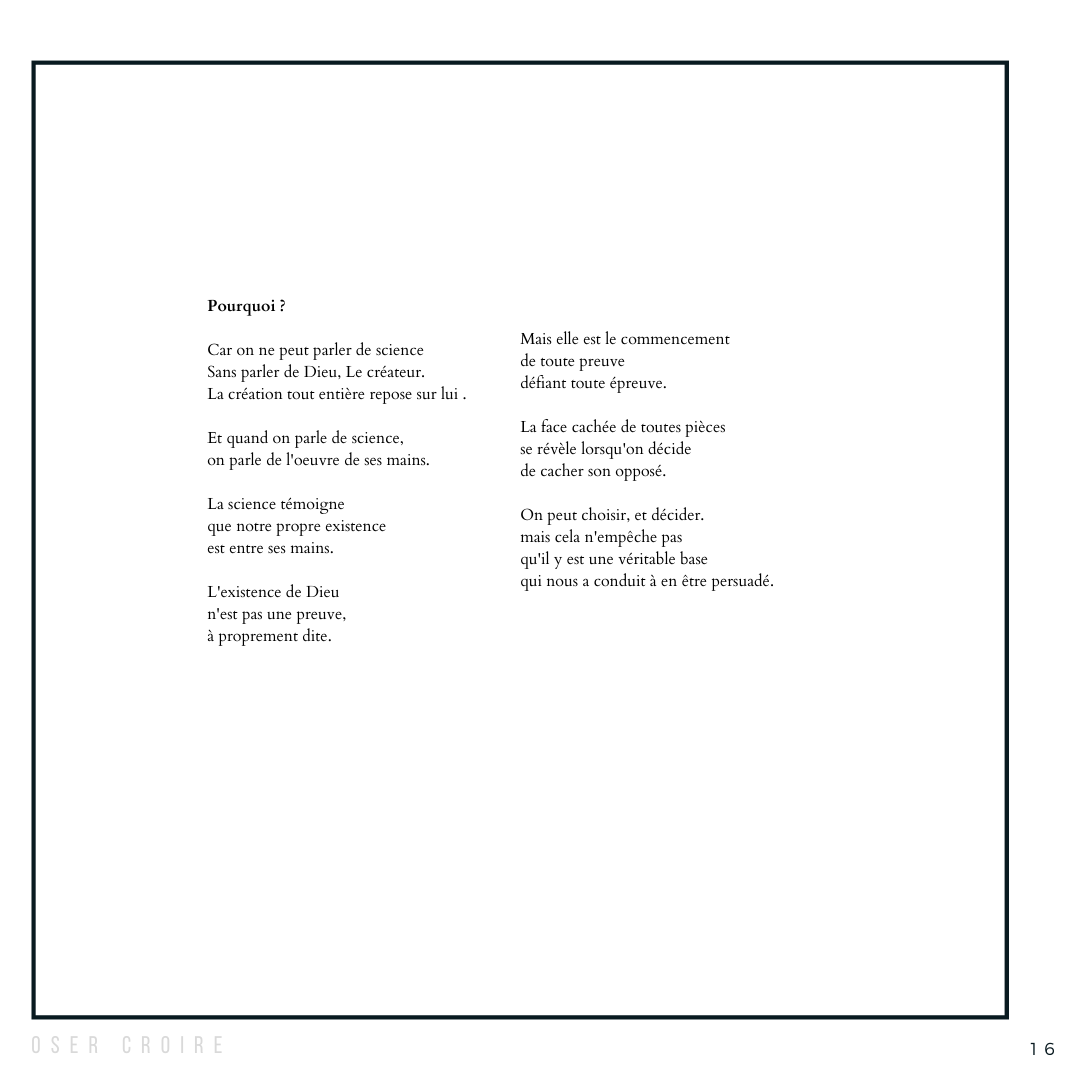 Pourquoi ?
Car on ne peut parler de science
Sans parler de Dieu, Le créateur.
La création tout entière repose sur lui .
Et quand on parle de science,
on parle de l'oeuvre de ses mains.
La science témoigne
que notre propre existence
est entre ses mains.
L'existence de Dieu
n'est pas une preuve,
à proprement dite.
Mais elle est le commencement
de toute preuve
défiant toute épreuve.
La face cachée de toutes pièces
se révèle lorsqu'on décide
de cacher son opposé.
On peut choisir, et décider.
mais cela n'empêche pas
qu'il y est une véritable base
qui nous a conduit à en être persuadé.
OSER CROIRE
16